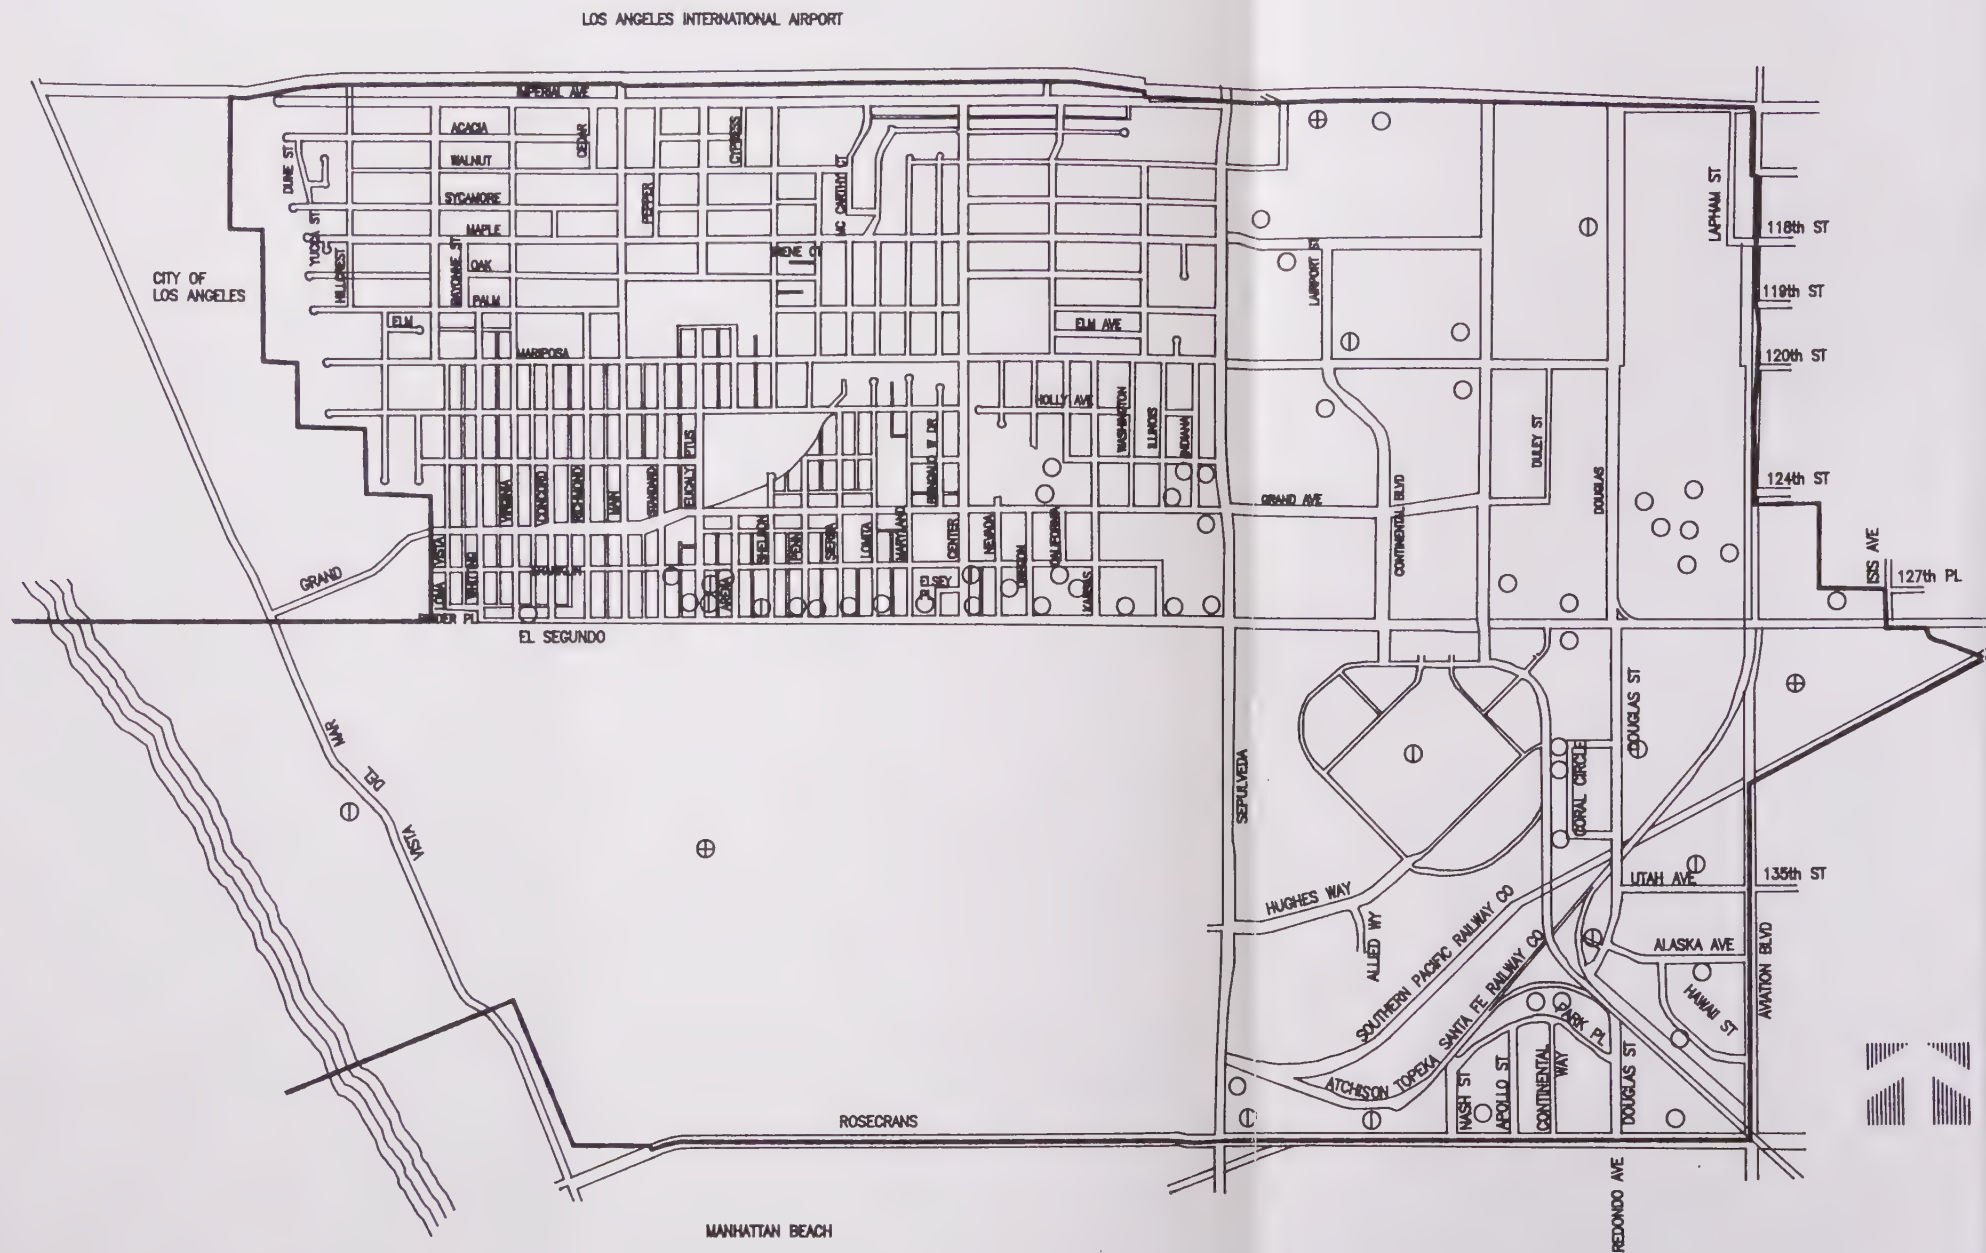 LOS ANGELES INTERNATIONAL AIRPORT
IMPERIAL AVE
ACACIA
CEDAR
CYPRESS
WALNUT
DUNE ST
MC CARTHY CT
SYCAMORE
PEPPER
LAPHAM ST
118th ST
MAPLE
YUCCA ST
HILLCREST
BAYONNE ST
OAK
IRENE CT
LAIRPORT ST
CITY OF
LOS ANGELES
119th ST
PALM
ELM
ELM AVE
MARIPOSA
120th ST
HOLLY AVE
WASHINGTON
ILLINOIS
INDIANA
DULEY ST
EUCALYPTUS
BUNGALOW DR
VIRGINIA
CONCORD
RICHMOND
MAIN
STANDARD
GRAND AVE
CONTINENTAL BLVD
DOUGLAS
124th ST
SHELDON
PENN
SIERRA
LOMITA
MARYLAND
CENTER
NEVADA
OREGON
CALIFORNIA
ISIS AVE
127th PL
GRAND
LOMA VISTA
WHITING
FRANKLIN
ARENA
ELSEY
PL
KANSAS
BINDER PL
EL SEGUNDO
DOUGLAS ST
VISTA
DEL
MAR
SEPULVEDA
CORAL CIRCLE
HUGHES WAY
ALLIED WY
UTAH AVE
135th ST
SOUTHERN PACIFIC RAILWAY CO
ATCHISON TOPEKA SANTA FE RAILWAY CO
ALASKA AVE
AVIATION BLVD
HAWAII ST
PARK PL
NASH ST
APOLLO ST
CONTINENTAL
WAY
DOUGLAS ST
ROSECRANS
REDONDO AVE
MANHATTAN BEACH